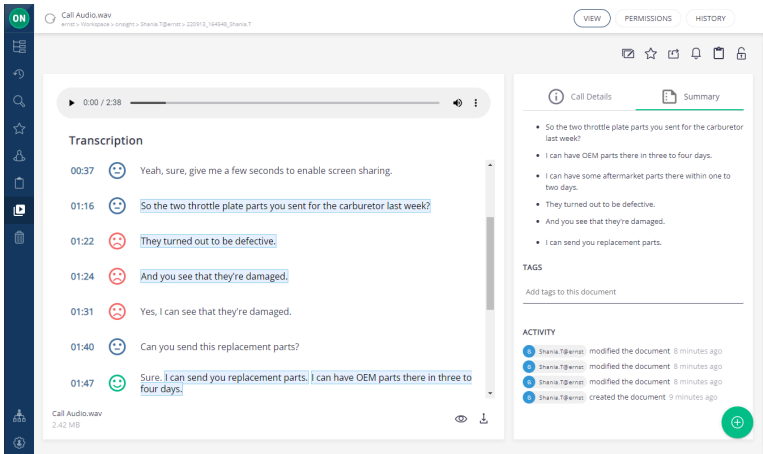 ON
Call Audio.wav
ernst > Workspace > onsight > Shania.T@ernst > 220913_164548_Shania.T
VIEW
PERMISSIONS
HISTORY
0:00 / 2:38
Transcription
00:37 Yeah, sure, give me a few seconds to enable screen sharing.
01:16 So the two throttle plate parts you sent for the carburetor last week?
01:22 They turned out to be defective.
01:24 And you see that they're damaged.
01:31 Yes, I can see that they're damaged.
01:40 Can you send this replacement parts?
01:47 Sure. I can send you replacement parts. I can have OEM parts there in three to
four days.
Call Audio.wav
2.42 MB
Call Details
Summary
So the two throttle plate parts you sent for the carburetor
last week?
I can have OEM parts there in three to four days.
I can have some aftermarket parts there within one to
two days.
They turned out to be defective.
And you see that they're damaged.
I can send you replacement parts.
TAGS
Add tags to this document
ACTIVITY
Shania.T@ernst modified the document 8 minutes ago
Shania.T@ernst modified the document 8 minutes ago
Shania.T@ernst modified the document 8 minutes ago
Shania.T@ernst created the document 9 minutes ago